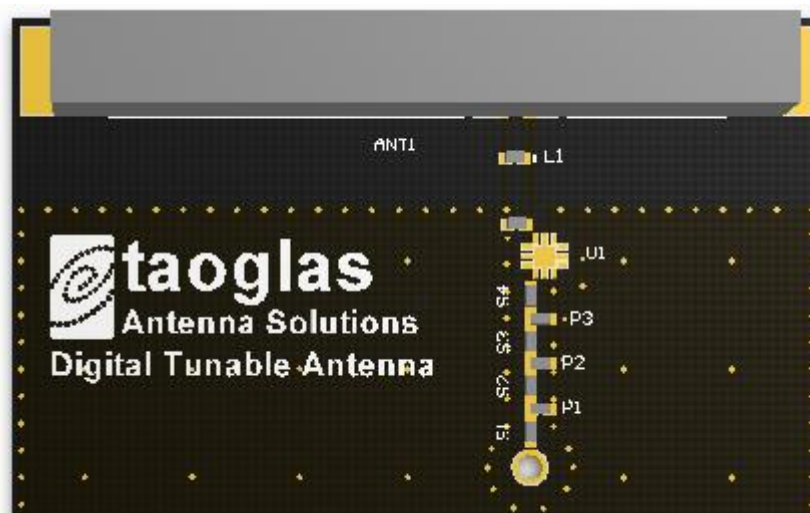 ANT1
L1
taoglas
U1
Antenna Solutions
Digital Tunable Antenna
S4
P3
S3
P2
S2
P1
S1